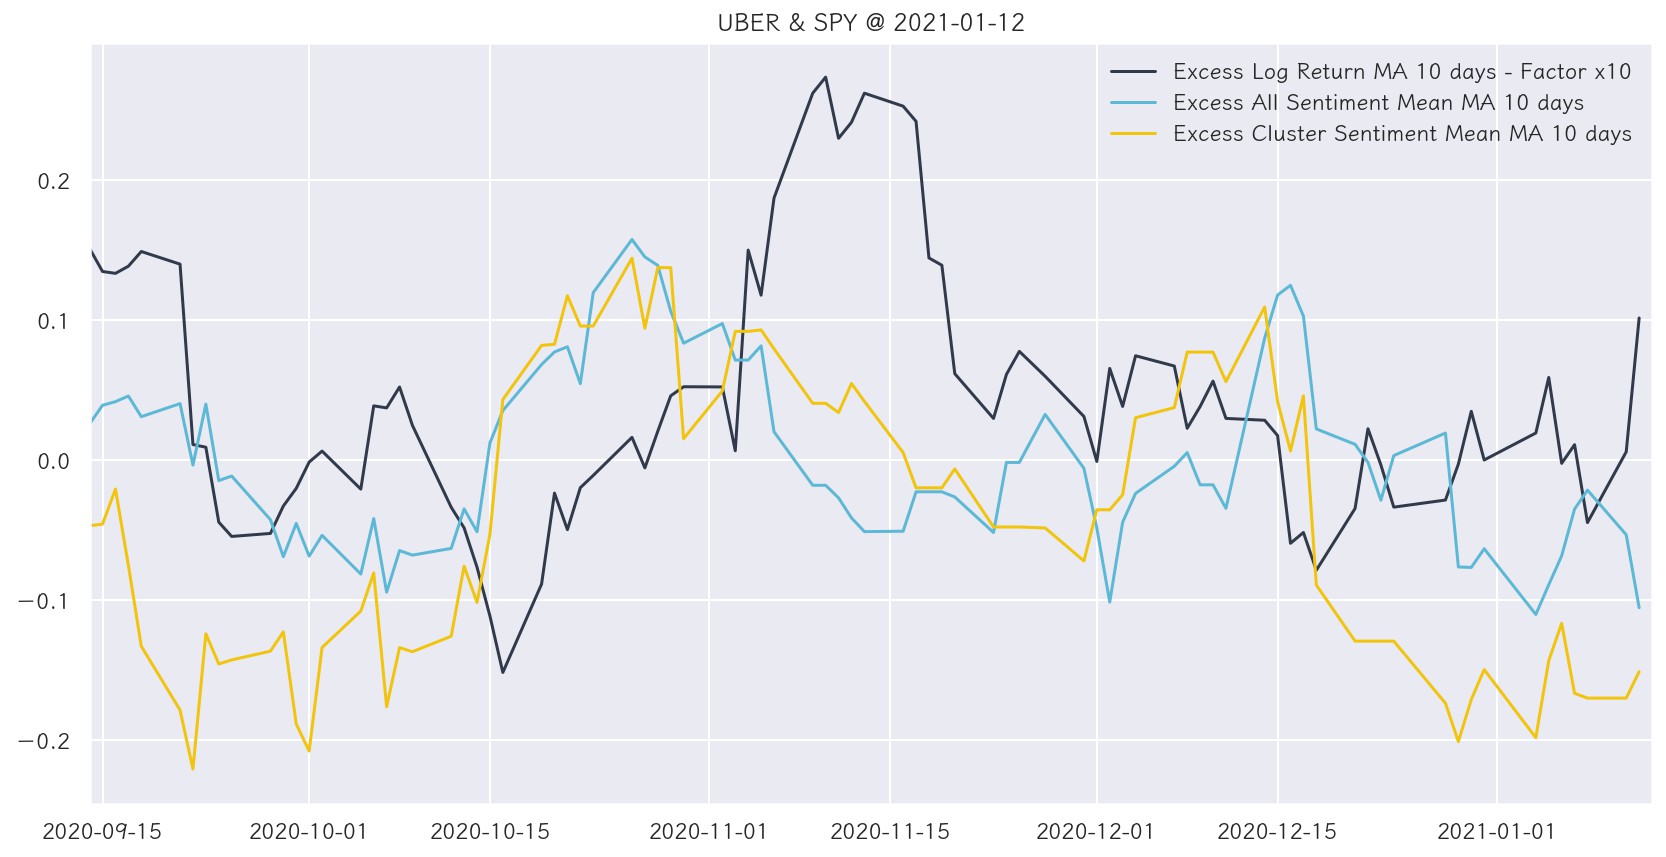 UBER & SPY @ 2021-01-12
Excess Log Return MA 10 days - Factor x10
Excess All Sentiment Mean MA 10 days
Excess Cluster Sentiment Mean MA 10 days
0.2
0.1
0.0
−0.1
−0.2
2020-09-15 2020-10-01 2020-10-15 2020-11-01 2020-11-15 2020-12-01 2020-12-15 2021-01-01